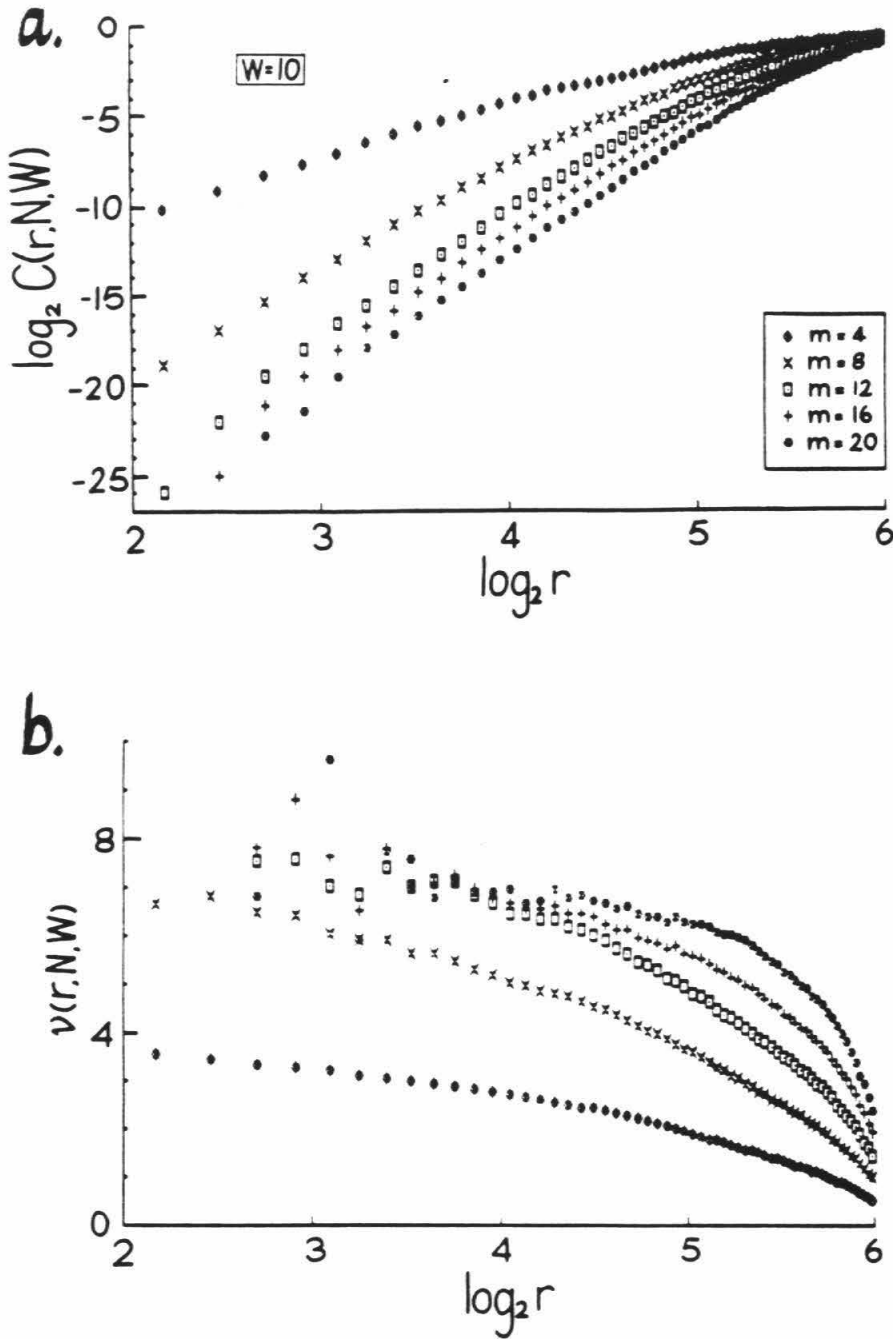 a.
W=10
0
-5
-10
-15
-20
-25
log₂ C(r,N,W)
m=4
m=8
m=12
m=16
m=20
2 3 4 5 6
log₂ r
b.
8
4
0
ν(r,N,W)
2 3 4 5 6
log₂ r